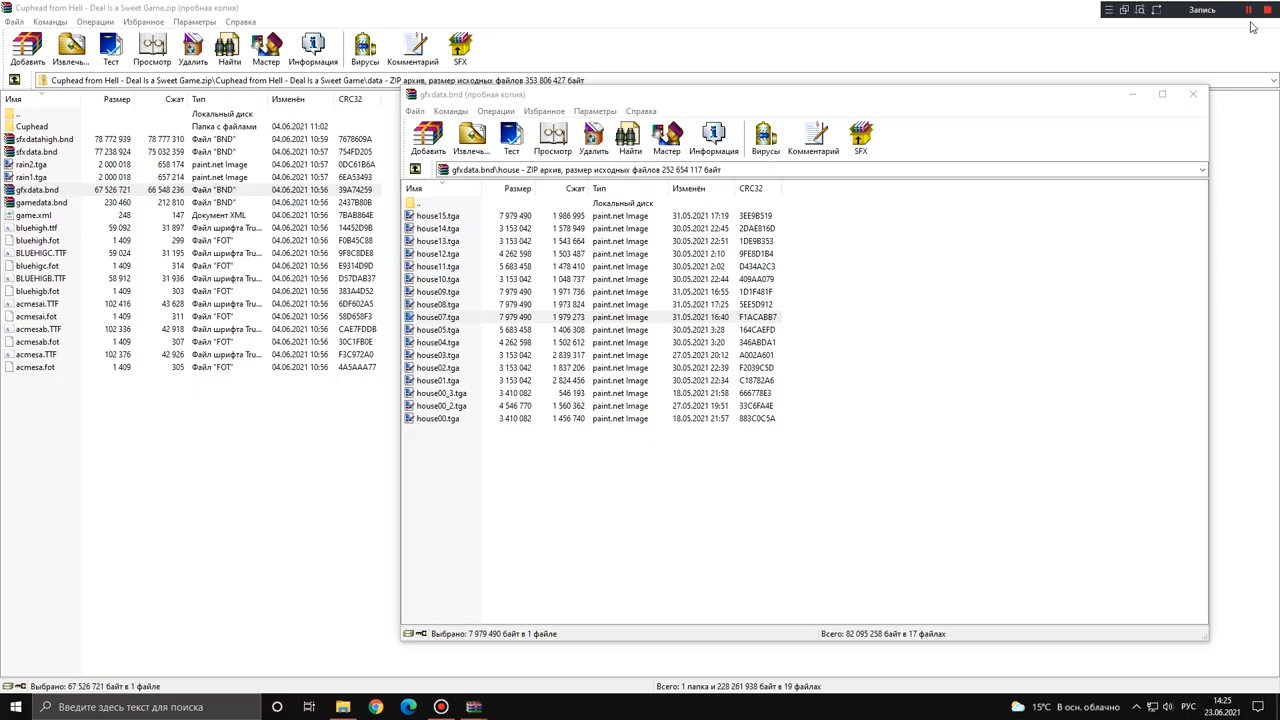 Cuphead from Hell - Deal Is a Sweet Game.zip (пробная копия)
Запись
Файл Команды Операции Избранное Параметры Справка
Добавить Извлечь... Тест Просмотр Удалить Найти Мастер Информация Вирусы Комментарий SFX
Cuphead from Hell - Deal Is a Sweet Game.zip\Cuphead from Hell - Deal Is a Sweet Game\data - ZIP архив, размер исходных файлов 353 806 427 байт
Имя Размер Сжат Тип Изменён CRC32
.. Локальный диск
Cuphead Папка с файлами 04.06.2021 11:02
sfxdatahigh.bnd 78 772 939 78 777 310 Файл "BND" 04.06.2021 10:59 7678609A
sfxdata.bnd 77 238 924 75 032 359 Файл "BND" 04.06.2021 10:57 754FD205
rain2.tga 2 000 018 658 174 paint.net Image 04.06.2021 10:56 0DC61B6A
rain1.tga 2 000 018 657 214 paint.net Image 04.06.2021 10:56 6EA53493
gfxdata.bnd 67 526 721 66 548 236 Файл "BND" 04.06.2021 10:56 39A74259
gamedata.bnd 230 460 212 810 Файл "BND" 04.06.2021 10:56 2437B80B
game.xml 248 147 Документ XML 04.06.2021 10:56 7BAB864E
bluehigh.ttf 59 092 31 897 Файл шрифта Tru... 04.06.2021 10:56 14452D9B
bluehigh.fot 1 409 299 Файл "FOT" 04.06.2021 10:56 F0B45C88
BLUEHIGC.TTF 59 024 31 195 Файл шрифта Tru... 04.06.2021 10:56 9F8C8DE8
bluehigc.fot 1 409 314 Файл "FOT" 04.06.2021 10:56 E9314D9D
BLUEHIGB.TTF 58 912 31 936 Файл шрифта Tru... 04.06.2021 10:56 D57DAB37
bluehigb.fot 1 409 303 Файл "FOT" 04.06.2021 10:56 383A4D52
acmesai.TTF 102 416 43 628 Файл шрифта Tru... 04.06.2021 10:56 6DF602A5
acmesai.fot 1 409 311 Файл "FOT" 04.06.2021 10:56 58D658F3
acmesab.TTF 102 336 42 918 Файл шрифта Tru... 04.06.2021 10:56 CAE7FDDB
acmesab.fot 1 409 307 Файл "FOT" 04.06.2021 10:56 30C1FB0E
acmesa.TTF 102 376 42 926 Файл шрифта Tru... 04.06.2021 10:56 F3C972A0
acmesa.fot 1 409 305 Файл "FOT" 04.06.2021 10:56 4A5AAA77
gfxdata.bnd (пробная копия)
Файл Команды Операции Избранное Параметры Справка
Добавить Извлечь... Тест Просмотр Удалить Найти Мастер Информация Вирусы Комментарий SFX
gfxdata.bnd\house - ZIP архив, размер исходных файлов 252 654 117 байт
Имя Размер Сжат Тип Изменён CRC32
.. Локальный диск
house15.tga 7 979 490 1 986 995 paint.net Image 31.05.2021 17:19 3EE9B519
house14.tga 3 153 042 1 578 949 paint.net Image 30.05.2021 22:45 2DAE816D
house13.tga 3 153 042 1 543 664 paint.net Image 30.05.2021 22:51 1DE9B353
house12.tga 4 262 598 1 503 487 paint.net Image 30.05.2021 2:10 9FE8D1B4
house11.tga 5 683 458 1 478 410 paint.net Image 30.05.2021 2:02 D434A2C3
house10.tga 3 153 042 1 048 737 paint.net Image 30.05.2021 22:44 409AA079
house09.tga 7 979 490 1 971 736 paint.net Image 31.05.2021 16:55 1D1F481F
house08.tga 7 979 490 1 973 824 paint.net Image 31.05.2021 17:25 5EE5D912
house07.tga 7 979 490 1 979 273 paint.net Image 31.05.2021 16:40 F1ACABB7
house05.tga 5 683 458 1 406 308 paint.net Image 30.05.2021 3:28 164CAEFD
house04.tga 4 262 598 1 502 612 paint.net Image 30.05.2021 3:20 346ABDA1
house03.tga 3 153 042 2 839 317 paint.net Image 27.05.2021 20:12 A002A601
house02.tga 3 153 042 1 837 206 paint.net Image 30.05.2021 22:39 F2039C5D
house01.tga 3 153 042 2 824 456 paint.net Image 30.05.2021 22:34 C18782A6
house00_3.tga 3 410 082 546 193 paint.net Image 18.05.2021 21:58 666778E3
house00_2.tga 4 546 770 1 560 362 paint.net Image 27.05.2021 19:51 33C6FA4E
house00.tga 3 410 082 1 456 740 paint.net Image 18.05.2021 21:57 883C0C5A
Выбрано: 7 979 490 байт в 1 файле Всего: 82 095 258 байт в 17 файлах
Выбрано: 67 526 721 байт в 1 файле Всего: 1 папка и 228 261 938 байт в 19 файлах
Введите здесь текст для поиска
15°C В осн. облачно РУС 14:25
23.06.2021